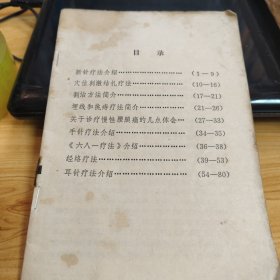 目录
新针疗法介绍……………………(1—9)
穴位刺激结扎疗法………………(10—16)
割治方法简介……………………(17—21)
埋线和挑痔疗法简介……………(21—26)
关于诊疗慢性腰腿痛的几点体会…(27—33)
手针疗法介绍……………………(34—35)
《六八一疗法》介绍……………(36—38)
经络疗法…………………………(39—53)
耳针疗法介绍……………………(54—80)